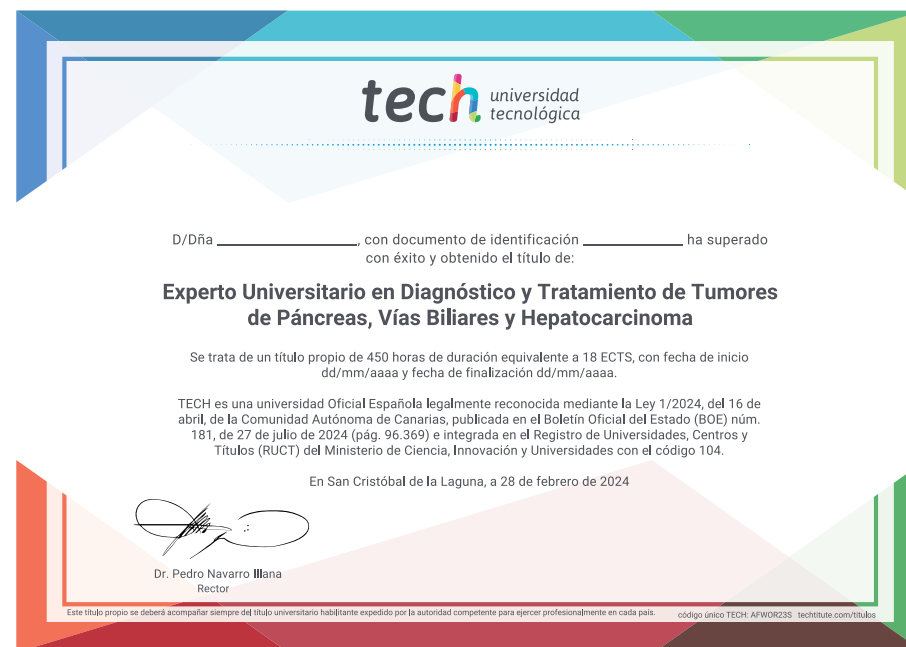 tech universidad
tecnológica
D/Dña ____________, con documento de identificación ____________ ha superado
con éxito y obtenido el título de:
Experto Universitario en Diagnóstico y Tratamiento de Tumores
de Páncreas, Vías Biliares y Hepatocarcinoma
Se trata de un título propio de 450 horas de duración equivalente a 18 ECTS, con fecha de inicio
dd/mm/aaaa y fecha de finalización dd/mm/aaaa.
TECH es una universidad Oficial Española legalmente reconocida mediante la Ley 1/2024, del 16 de
abril, de la Comunidad Autónoma de Canarias, publicada en el Boletín Oficial del Estado (BOE) núm.
181, de 27 de julio de 2024 (pág. 96.369) e integrada en el Registro de Universidades, Centros y
Títulos (RUCT) del Ministerio de Ciencia, Innovación y Universidades con el código 104.
En San Cristóbal de la Laguna, a 28 de febrero de 2024
Dr. Pedro Navarro Illana
Rector
Este título propio se deberá acompañar siempre del título universitario habilitante expedido por la autoridad competente para ejercer profesionalmente en cada país.
código único TECH: AFWOR23S techtitute.com/titulos